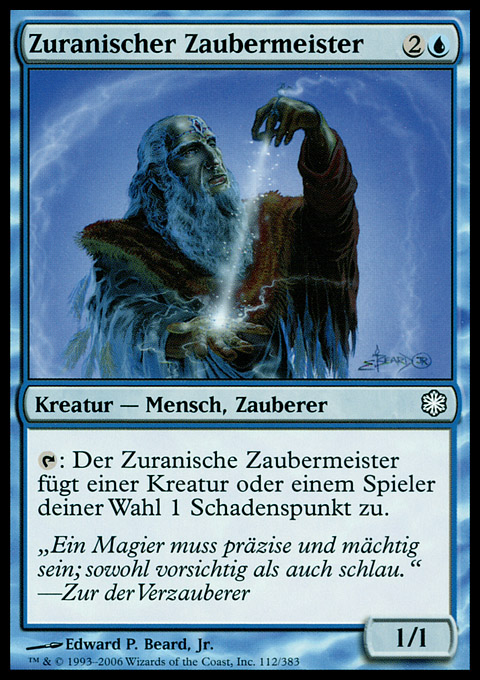 Zuranischer Zaubermeister 2
E BEARD JR
Kreatur — Mensch, Zauberer
: Der Zuranische Zaubermeister
fügt einer Kreatur oder einem Spieler
deiner Wahl 1 Schadenspunkt zu.
„Ein Magier muss präzise und mächtig
sein; sowohl vorsichtig als auch schlau.“
—Zur der Verzauberer
Edward P. Beard, Jr.
1/1
™ & © 1993–2006 Wizards of the Coast, Inc. 112/383